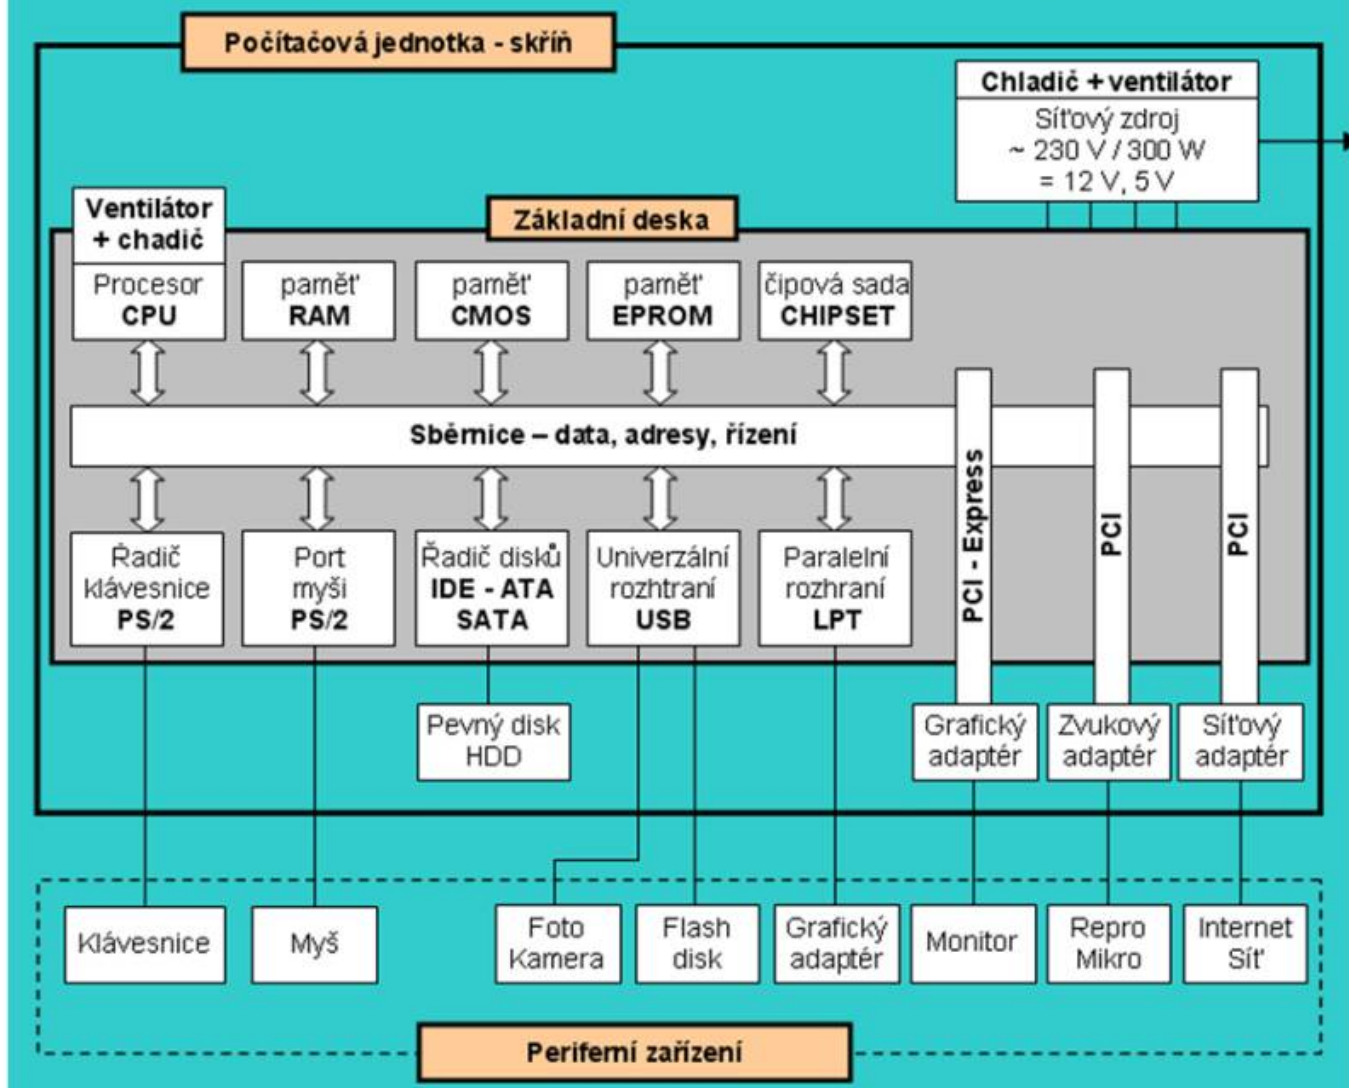 Počítačová jednotka - skříň
Chladič + ventilátor
Síťový zdroj
~ 230 V / 300 W
= 12 V, 5 V
Ventilátor
+ chadič
Základní deska
Procesor
CPU
paměť
RAM
paměť
CMOS
paměť
EPROM
čipová sada
CHIPSET
Sběrnice – data, adresy, řízení
PCI - Express
PCI
PCI
Řadič
klávesnice
PS/2
Port
myši
PS/2
Řadič disků
IDE - ATA
SATA
Univerzální
rozhtraní
USB
Paralelní
rozhraní
LPT
Pevný disk
HDD
Grafický
adaptér
Zvukový
adaptér
Síťový
adaptér
Klávesnice
Myš
Foto
Kamera
Flash
disk
Grafický
adaptér
Monitor
Repro
Mikro
Internet
Síť
Periferní zařízení